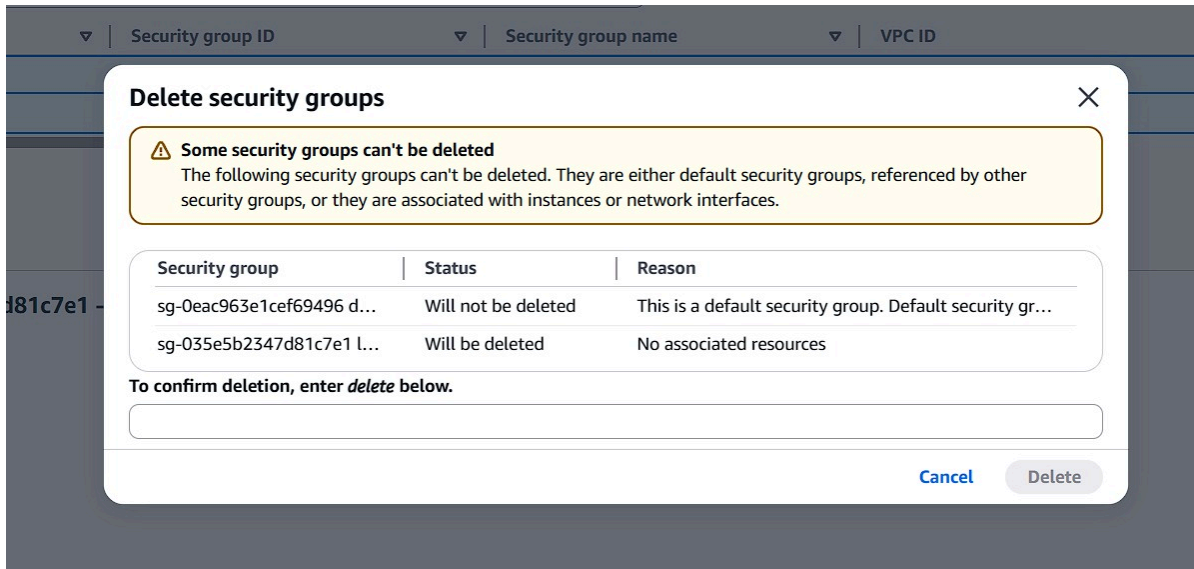 Security group ID
Security group name
VPC ID
Delete security groups
Some security groups can't be deleted
The following security groups can't be deleted. They are either default security groups, referenced by other
security groups, or they are associated with instances or network interfaces.
Security group Status Reason
sg-0eac963e1cef69496 d... Will not be deleted This is a default security group. Default security gr...
d81c7e1 -
sg-035e5b2347d81c7e1 l... Will be deleted No associated resources
To confirm deletion, enter delete below.
Cancel Delete